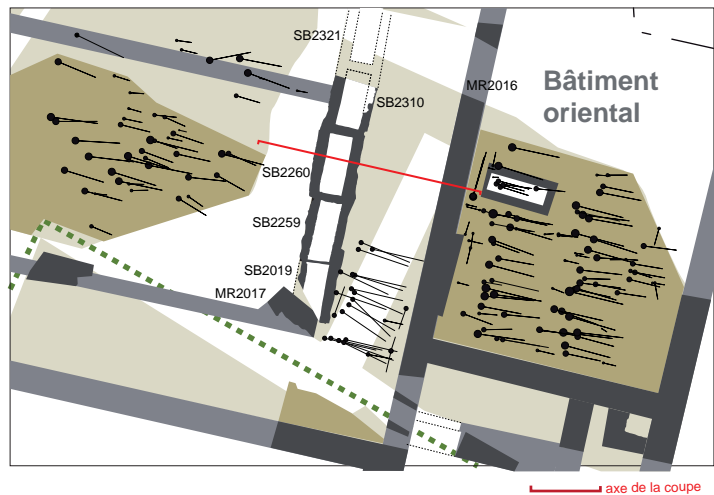 SB2321
SB2310
MR2016
Bâtiment
oriental
SB2260
SB2259
SB2019
MR2017
axe de la coupe